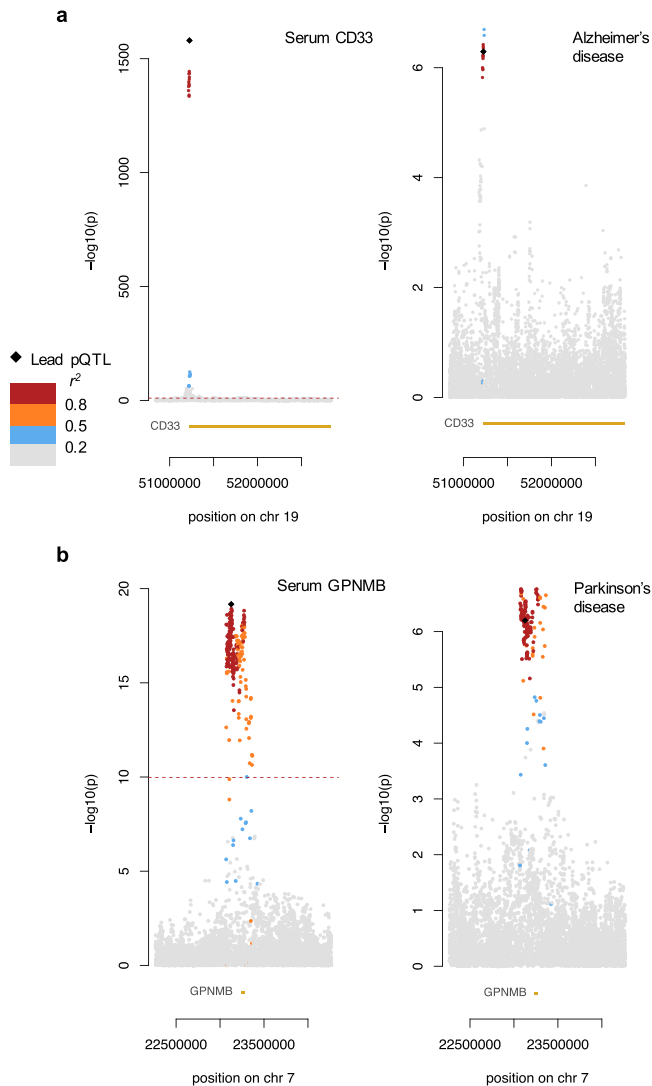 a
Serum CD33
Alzheimer's
disease
1500
1000
500
0
−log10(p)
6
4
2
0
−log10(p)
Lead pQTL
r2
0.8
0.5
0.2
CD33
CD33
51000000 52000000
51000000 52000000
position on chr 19
position on chr 19
b
Serum GPNMB
Parkinson's
disease
20
15
10
5
0
−log10(p)
6
5
4
3
2
1
0
−log10(p)
GPNMB
GPNMB
22500000 23500000
22500000 23500000
position on chr 7
position on chr 7